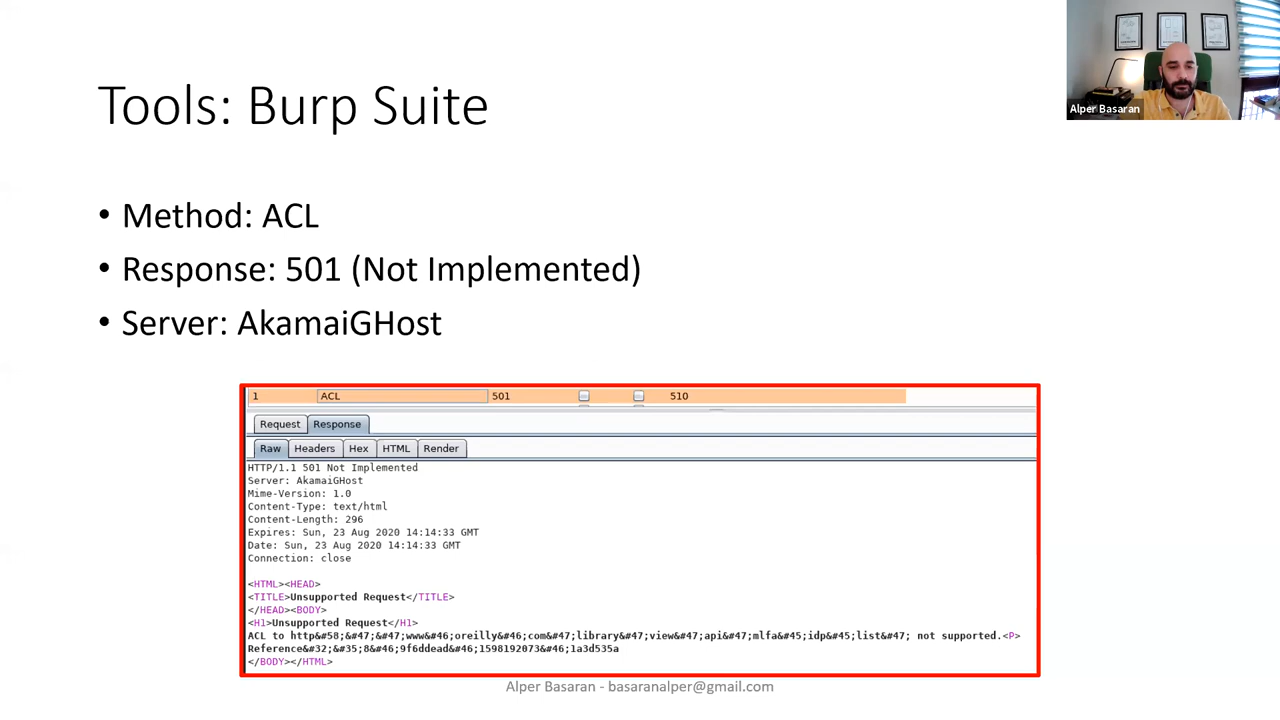 Tools: Burp Suite
Alper Basaran
• Method: ACL
• Response: 501 (Not Implemented)
• Server: AkamaiGHost
1 ACL 501 510
Request Response
Raw Headers Hex HTML Render
HTTP/1.1 501 Not Implemented
Server: AkamaiGHost
Mime-Version: 1.0
Content-Type: text/html
Content-Length: 296
Expires: Sun, 23 Aug 2020 14:14:33 GMT
Date: Sun, 23 Aug 2020 14:14:33 GMT
Connection: close
<HTML><HEAD>
<TITLE>Unsupported Request</TITLE>
</HEAD><BODY>
<H1>Unsupported Request</H1>
ACL to http&#58;&#47;&#47;www&#46;oreilly&#46;com&#47;library&#47;view&#47;api&#47;mlfa&#45;idp&#45;list&#47; not supported.<P>
Reference&#32;&#35;8&#46;9f6ddead&#46;1598192073&#46;1a3d535a
</BODY></HTML>
Alper Basaran - basaranalper@gmail.com